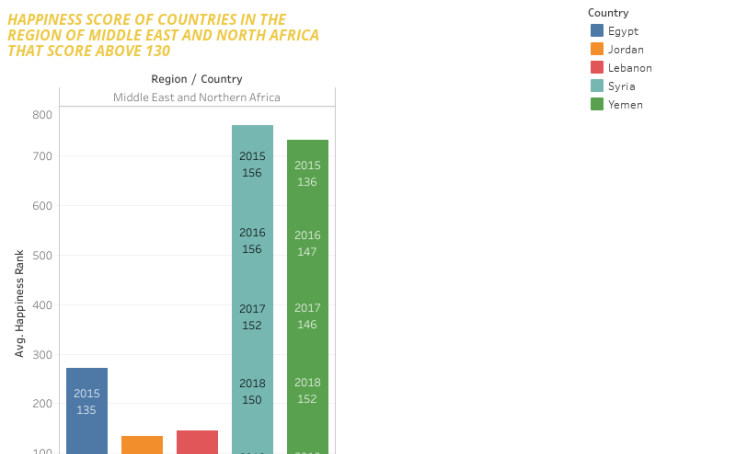 HAPPINESS SCORE OF COUNTRIES IN THE
REGION OF MIDDLE EAST AND NORTH AFRICA
THAT SCORE ABOVE 130
Country
Egypt
Jordan
Lebanon
Syria
Yemen
Region / Country
Middle East and Northern Africa
Avg. Happiness Rank
800
700
600
500
400
300
200
100
2015
135
2015
156
2016
156
2017
152
2018
150
2015
136
2016
147
2017
146
2018
152